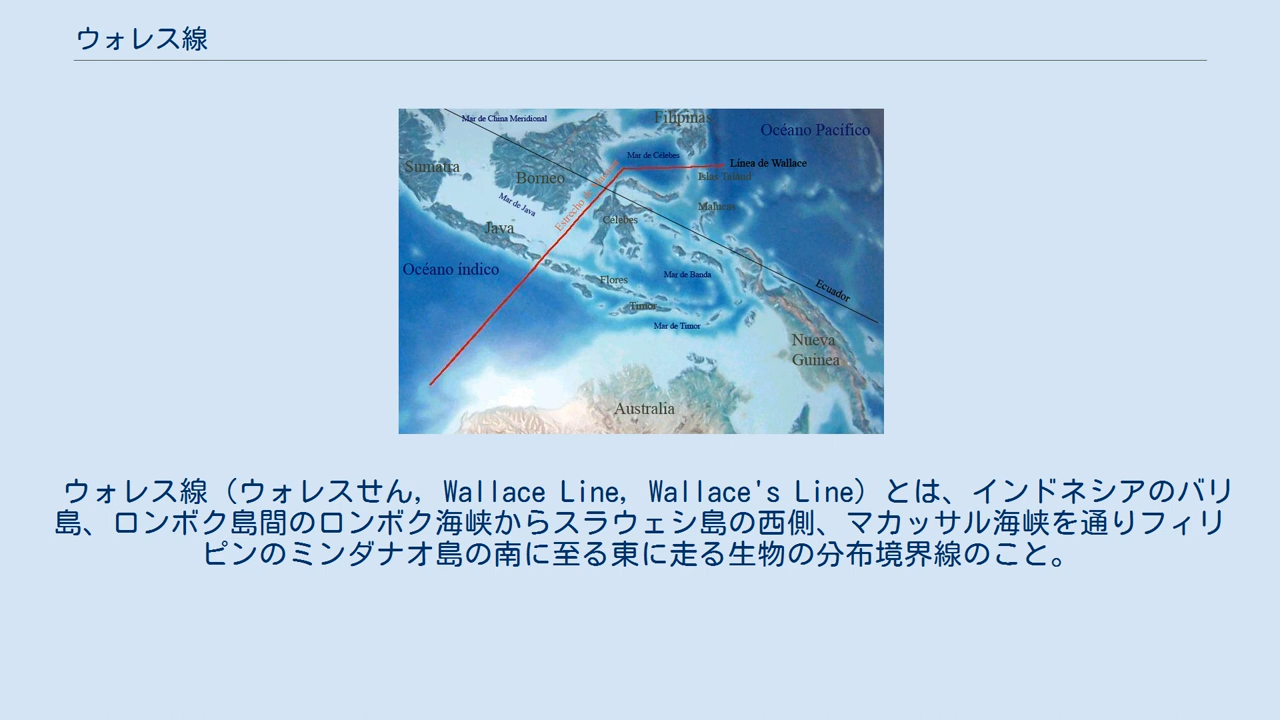 ウォレス線
Mar de China Meridional
Filipinas
Océano Pacífico
Mar de Célebes
Línea de Wallace
Sumatra
Borneo
Islas Talaud
Estrecho de
Mar de Java
Malucas
Java
Célebes
Océano índico
Flores
Mar de Banda
Ecuador
Timor
Mar de Timor
Nueva
Guinea
Australia
ウォレス線（ウォレスせん, Wallace Line, Wallace's Line）とは、インドネシアのバリ
島、ロンボク島間のロンボク海峡からスラウェシ島の西側、マカッサル海峡を通りフィリ
ピンのミンダナオ島の南に至る東に走る生物の分布境界線のこと。